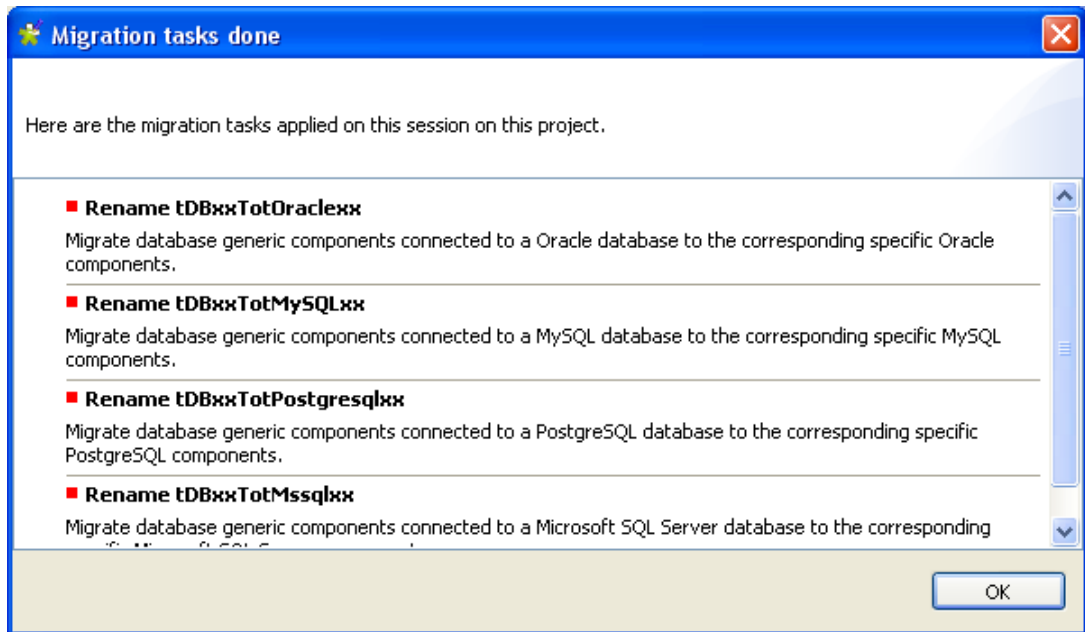 Migration tasks done
Here are the migration tasks applied on this session on this project.
Rename tDBxxTotOraclexx
Migrate database generic components connected to a Oracle database to the corresponding specific Oracle
components.
Rename tDBxxTotMySQLxx
Migrate database generic components connected to a MySQL database to the corresponding specific MySQL
components.
Rename tDBxxTotPostgresqlxx
Migrate database generic components connected to a PostgreSQL database to the corresponding specific
PostgreSQL components.
Rename tDBxxTotMssqlxx
Migrate database generic components connected to a Microsoft SQL Server database to the corresponding
OK